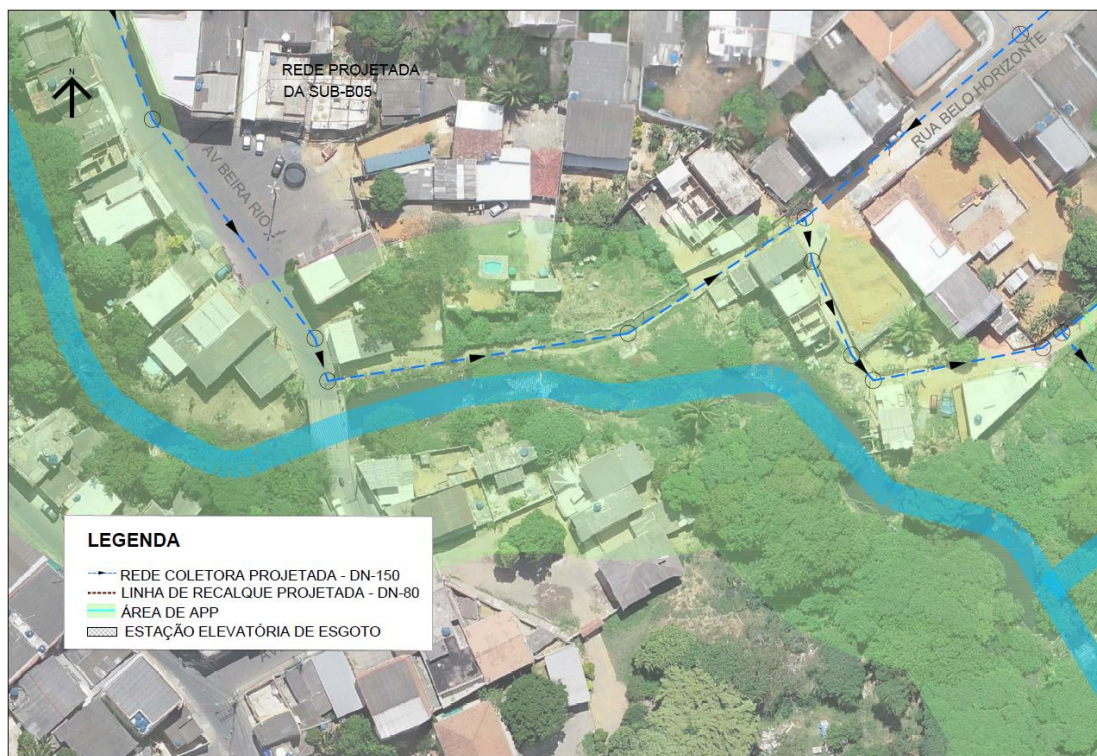 N
REDE PROJETADA
DA SUB-B05
AV BEIRA RIO
RUA BELO HORIZONTE
LEGENDA
REDE COLETORA PROJETADA - DN-150
LINHA DE RECALQUE PROJETADA - DN-80
ÁREA DE APP
ESTAÇÃO ELEVATÓRIA DE ESGOTO